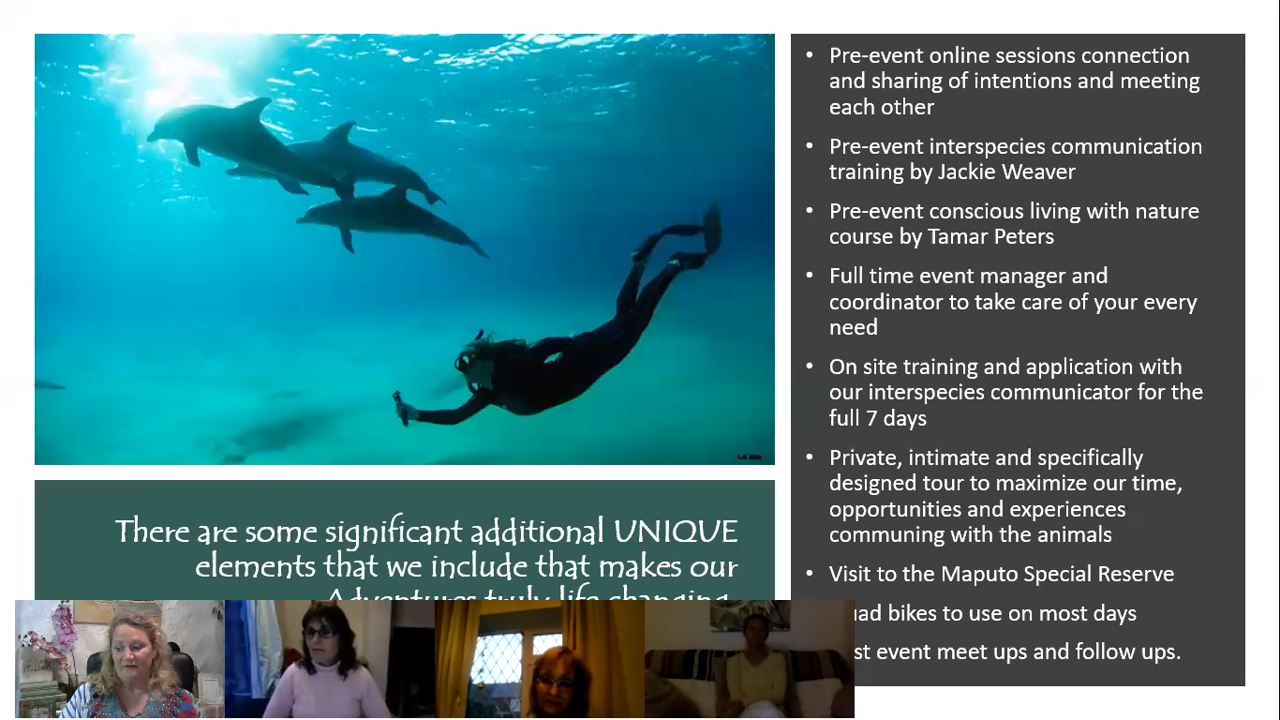 Pre-event online sessions connection
and sharing of intentions and meeting
each other
Pre-event interspecies communication
training by Jackie Weaver
Pre-event conscious living with nature
course by Tamar Peters
Full time event manager and
coordinator to take care of your every
need
On site training and application with
our interspecies communicator for the
full 7 days
Private, intimate and specifically
designed tour to maximize our time,
opportunities and experiences
communing with the animals
Visit to the Maputo Special Reserve
bikes to use on most days
event meet ups and follow ups.
There are some significant additional UNIQUE
elements that we include that makes our
Adventures truly life changing.